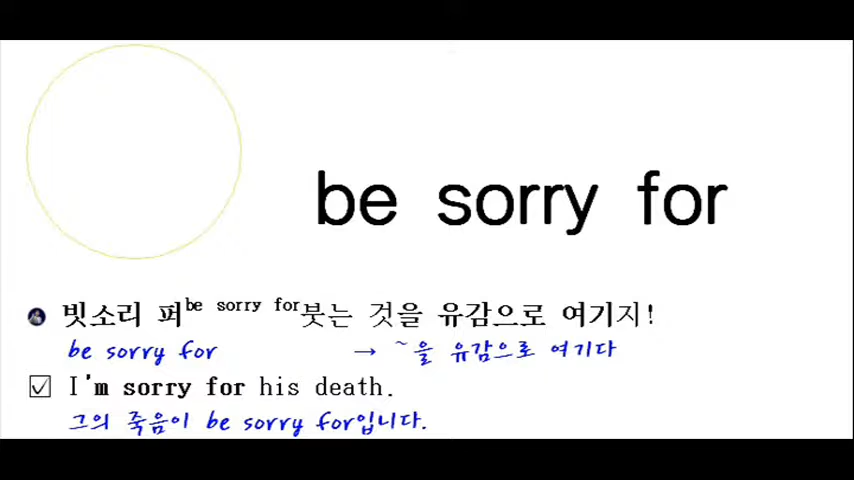 be sorry for
빗소리 퍼be sorry for붓는 것을 유감으로 여기지!
be sorry for → ~을 유감으로 여기다
I'm sorry for his death.
그의 죽음이 be sorry for입니다.